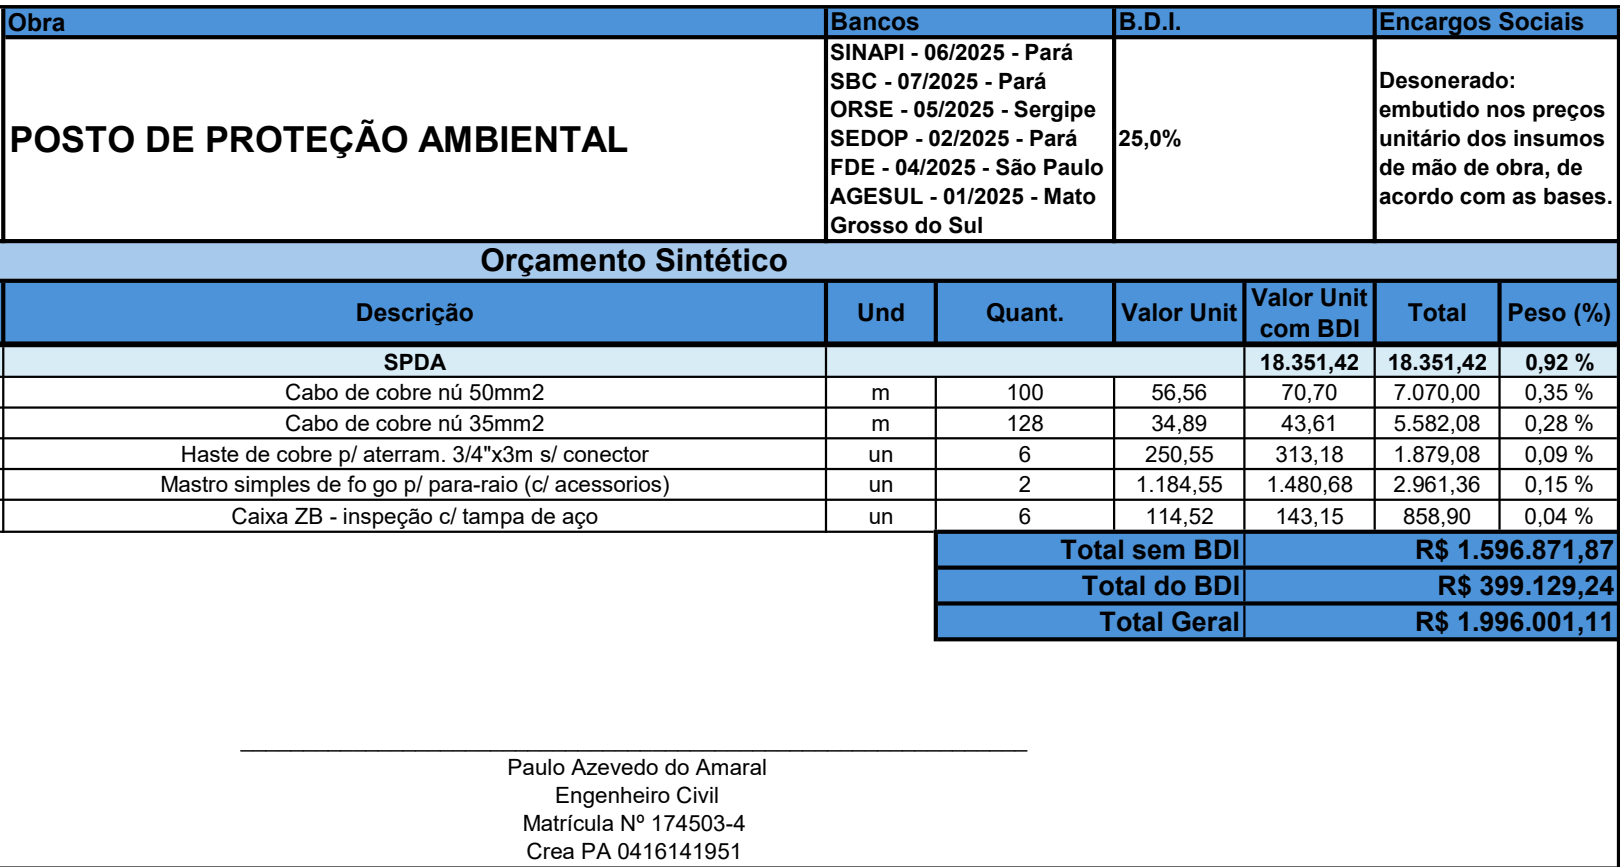 Obra Bancos B.D.I. Encargos Sociais
POSTO DE PROTEÇÃO AMBIENTAL
SINAPI - 06/2025 - Pará
SBC - 07/2025 - Pará
ORSE - 05/2025 - Sergipe
SEDOP - 02/2025 - Pará
FDE - 04/2025 - São Paulo
AGESUL - 01/2025 - Mato
Grosso do Sul
25,0%
Desonerado:
embutido nos preços
unitário dos insumos
de mão de obra, de
acordo com as bases.
Orçamento Sintético
Descrição Und Quant. Valor Unit Valor Unit com BDI Total Peso (%)
SPDA 18.351,42 18.351,42 0,92 %
Cabo de cobre nú 50mm2 m 100 56,56 70,70 7.070,00 0,35 %
Cabo de cobre nú 35mm2 m 128 34,89 43,61 5.582,08 0,28 %
Haste de cobre p/ aterram. 3/4"x3m s/ conector un 6 250,55 313,18 1.879,08 0,09 %
Mastro simples de fo go p/ para-raio (c/ acessorios) un 2 1.184,55 1.480,68 2.961,36 0,15 %
Caixa ZB - inspeção c/ tampa de aço un 6 114,52 143,15 858,90 0,04 %
Total sem BDI R$ 1.596.871,87
Total do BDI R$ 399.129,24
Total Geral R$ 1.996.001,11
Paulo Azevedo do Amaral
Engenheiro Civil
Matrícula Nº 174503-4
Crea PA 0416141951